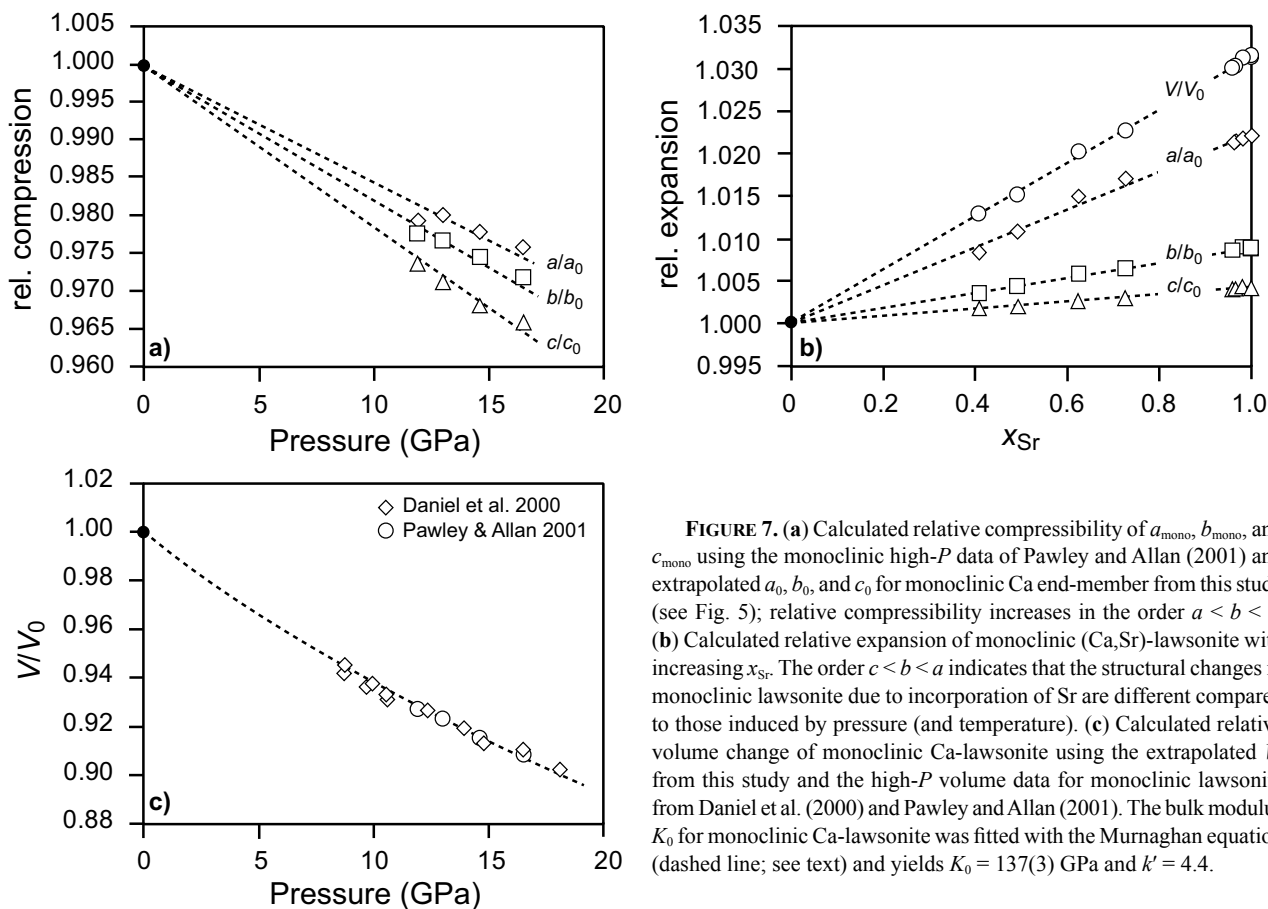 1.005
1.000
0.995
0.990
0.985
0.980
0.975
0.970
0.965
0.960
rel. compression
a/a0
b/b0
c/c0
a)
0 5 10 15 20
Pressure (GPa)
1.035
1.030
1.025
1.020
1.015
1.010
1.005
1.000
0.995
rel. expansion
V/V0
a/a0
b/b0
c/c0
b)
0 0.2 0.4 0.6 0.8 1.0
xSr
1.02
1.00
0.98
0.96
0.94
0.92
0.90
0.88
V/V0
Daniel et al. 2000
Pawley & Allan 2001
c)
0 5 10 15 20
Pressure (GPa)
FIGURE 7. (a) Calculated relative compressibility of amono, bmono, an
cmono using the monoclinic high-P data of Pawley and Allan (2001) an
extrapolated a0, b0, and c0 for monoclinic Ca end-member from this study
(see Fig. 5); relative compressibility increases in the order a < b <
(b) Calculated relative expansion of monoclinic (Ca,Sr)-lawsonite wit
increasing xSr. The order c < b < a indicates that the structural changes
monoclinic lawsonite due to incorporation of Sr are different compare
to those induced by pressure (and temperature). (c) Calculated relativ
volume change of monoclinic Ca-lawsonite using the extrapolated
from this study and the high-P volume data for monoclinic lawsoni
from Daniel et al. (2000) and Pawley and Allan (2001). The bulk modulu
K0 for monoclinic Ca-lawsonite was fitted with the Murnaghan equation
(dashed line; see text) and yields K0 = 137(3) GPa and k′ = 4.4.